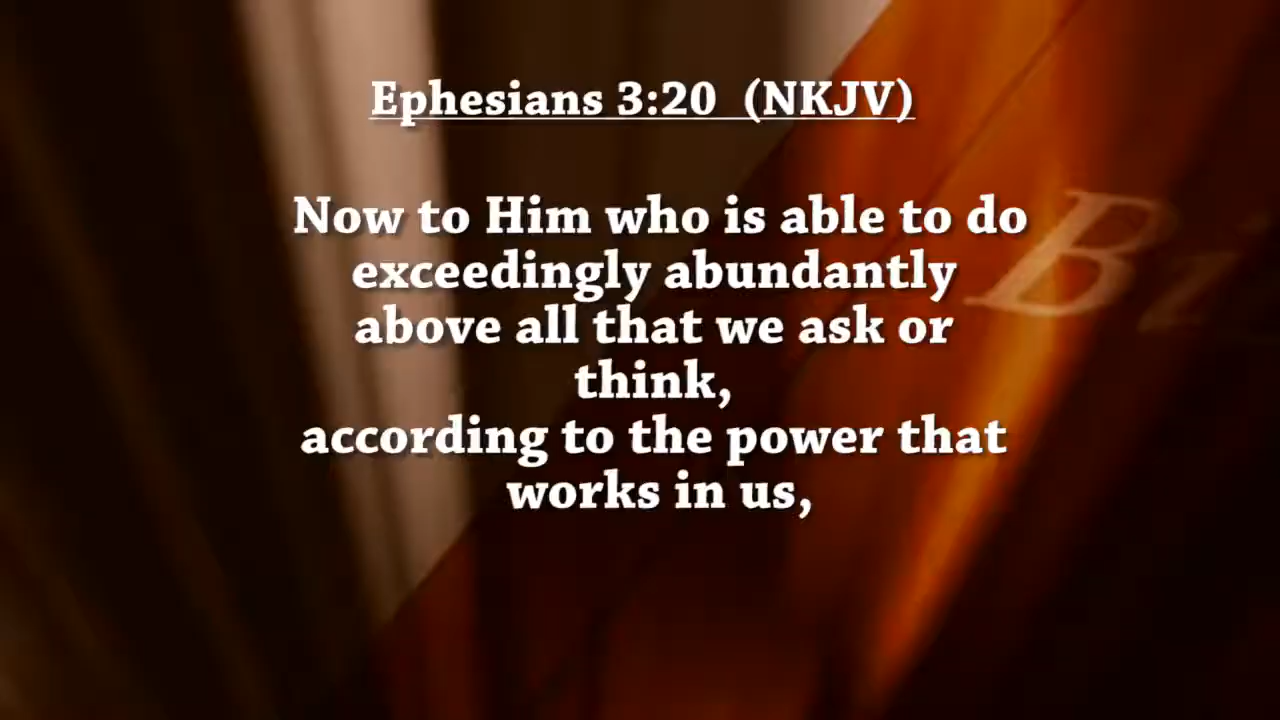 Ephesians 3:20 (NKJV)
Now to Him who is able to do
exceedingly abundantly
above all that we ask or
think,
according to the power that
works in us,
Bi